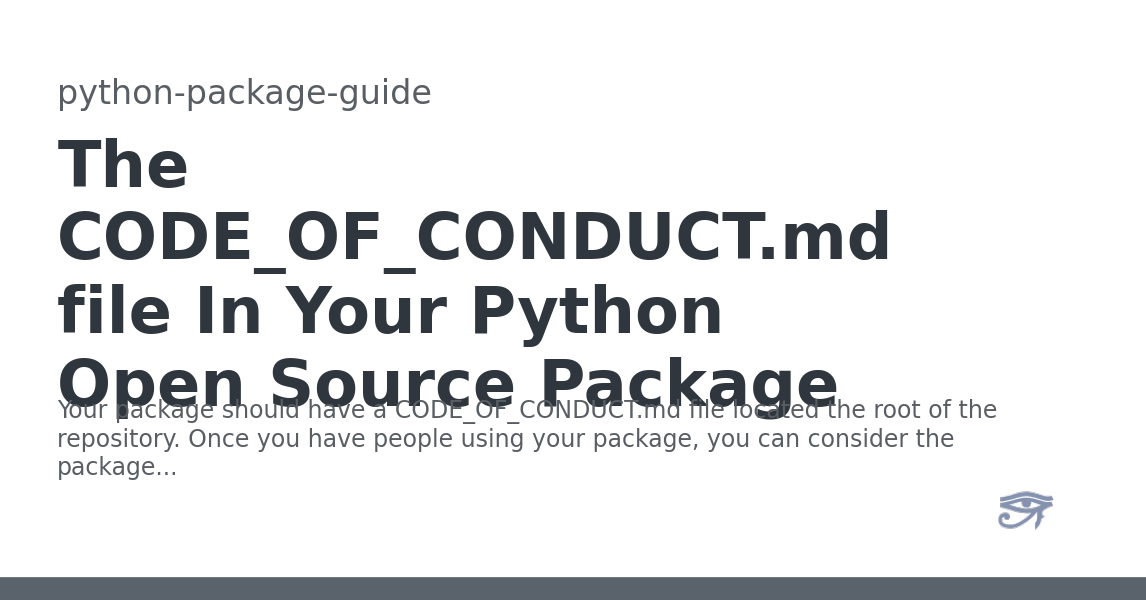 python-package-guide
The
CODE_OF_CONDUCT.md
file In Your Python
Open Source Package
Your package should have a CODE_OF_CONDUCT.md file located the root of the
repository. Once you have people using your package, you can consider the
package...